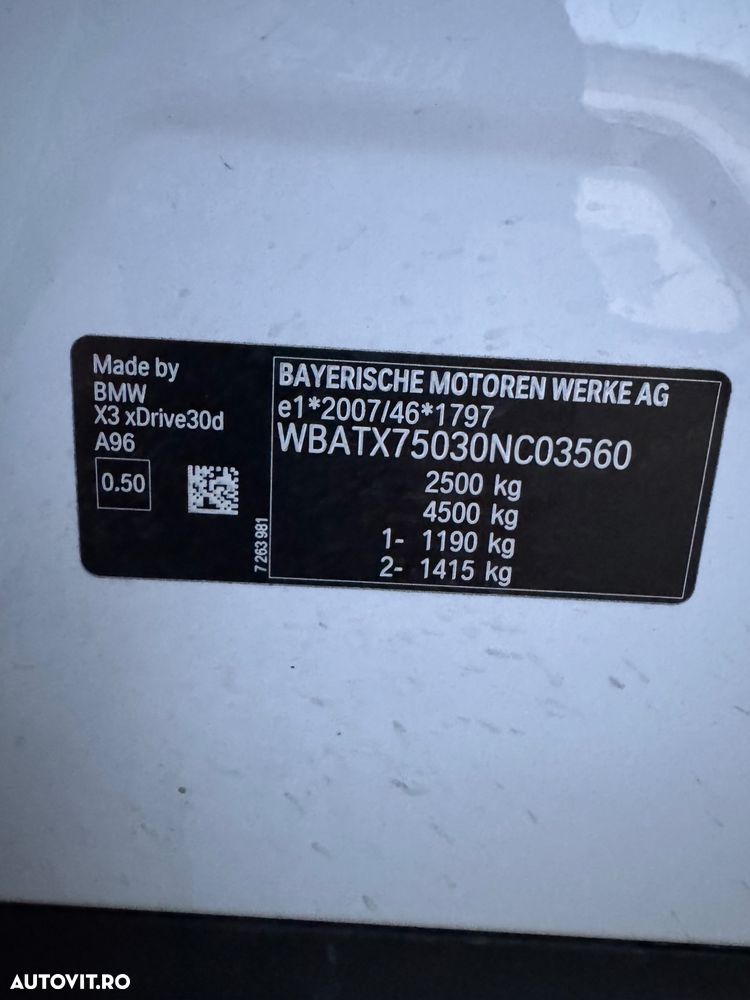 Made by
BMW
X3 xDrive30d
A96
0.50
7 263 981
BAYERISCHE MOTOREN WERKE AG
e1*2007/46*1797
WBATX75030NC03560
2500 kg
4500 kg
1- 1190 kg
2- 1415 kg
AUTOVIT.RO